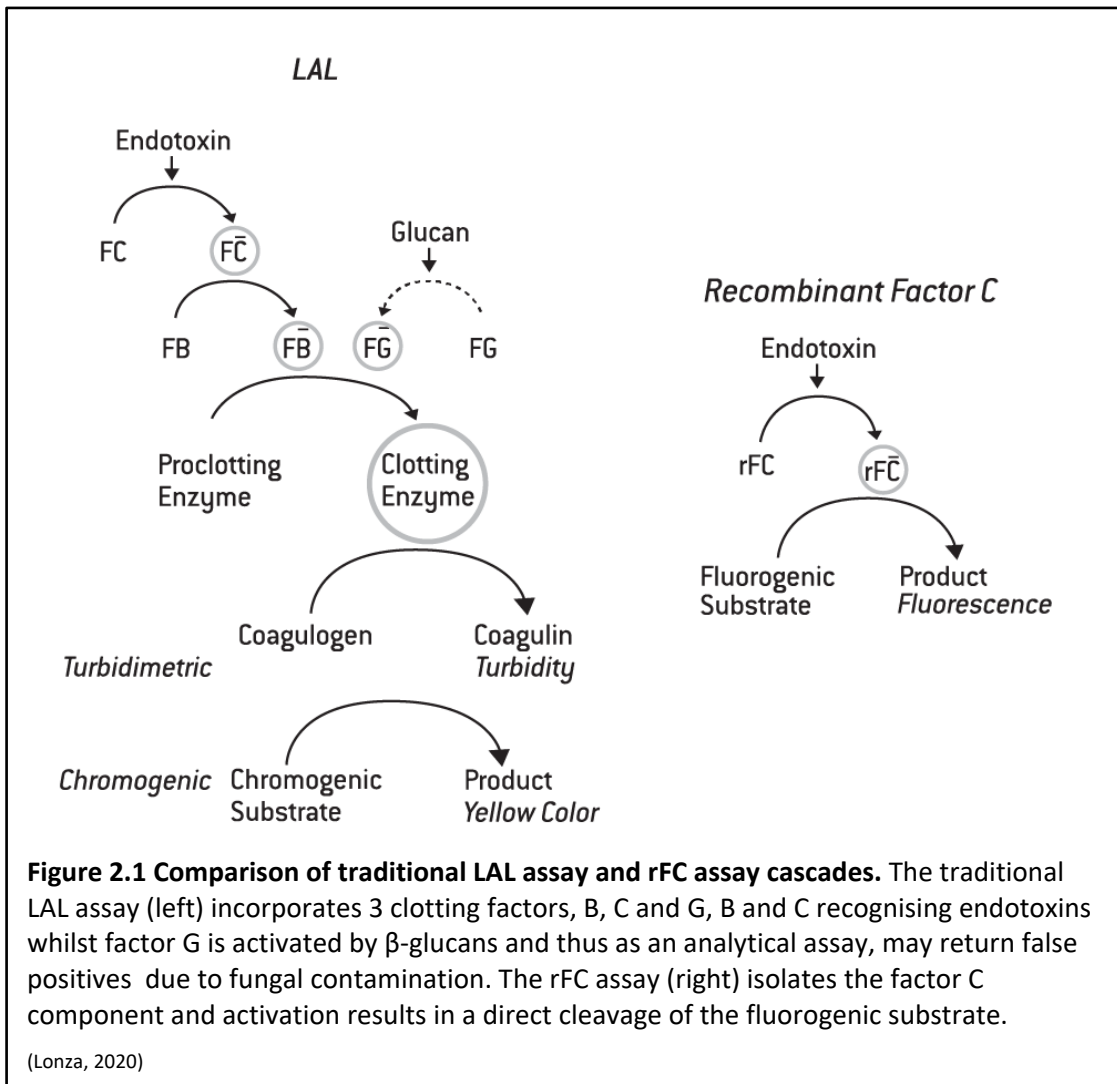 LAL
Endotoxin
FC
FC̄
Glucan
FB
FB̄
FḠ
FG
Proclotting
Enzyme
Clotting
Enzyme
Coagulogen
Coagulin
Turbidimetric
Turbidity
Chromogenic
Chromogenic
Substrate
Product
Yellow Color
Recombinant Factor C
Endotoxin
rFC
rFC̄
Fluorogenic
Substrate
Product
Fluorescence
Figure 2.1 Comparison of traditional LAL assay and rFC assay cascades. The traditional
LAL assay (left) incorporates 3 clotting factors, B, C and G, B and C recognising endotoxins
whilst factor G is activated by β-glucans and thus as an analytical assay, may return false
positives due to fungal contamination. The rFC assay (right) isolates the factor C
component and activation results in a direct cleavage of the fluorogenic substrate.
(Lonza, 2020)